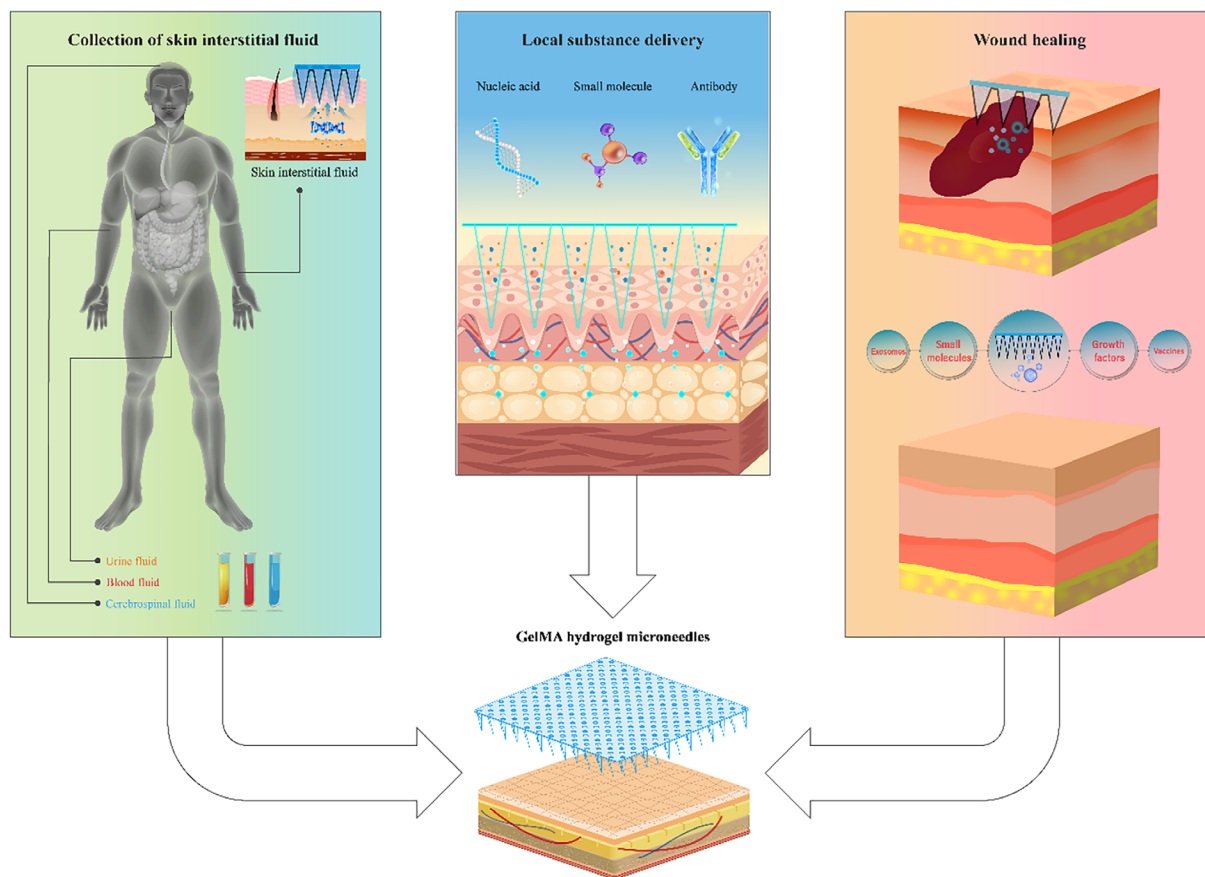 Collection of skin interstitial fluid
Skin interstitial fluid
Urine fluid
Blood fluid
Cerebrospinal fluid
Local substance delivery
Nucleic acid
Small molecule
Antibody
Wound healing
Exosomes
Small
molecules
Growth
factors
Vaccines
GelMA hydrogel microneedles